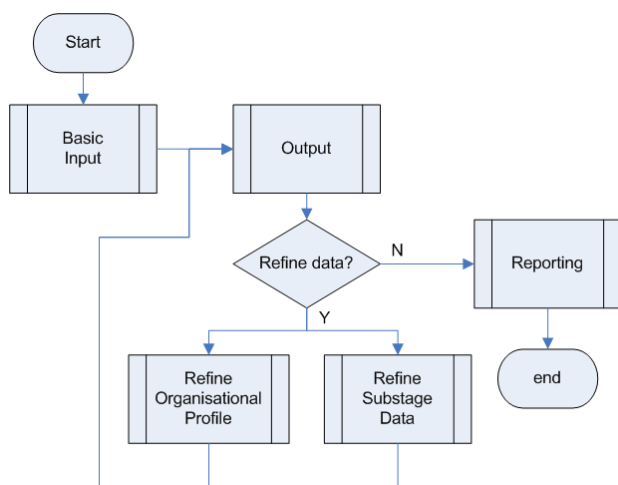 Start
Basic
Input
Output
Refine data?
N
Reporting
Y
Refine
Organisational
Profile
Refine
Substage
Data
end